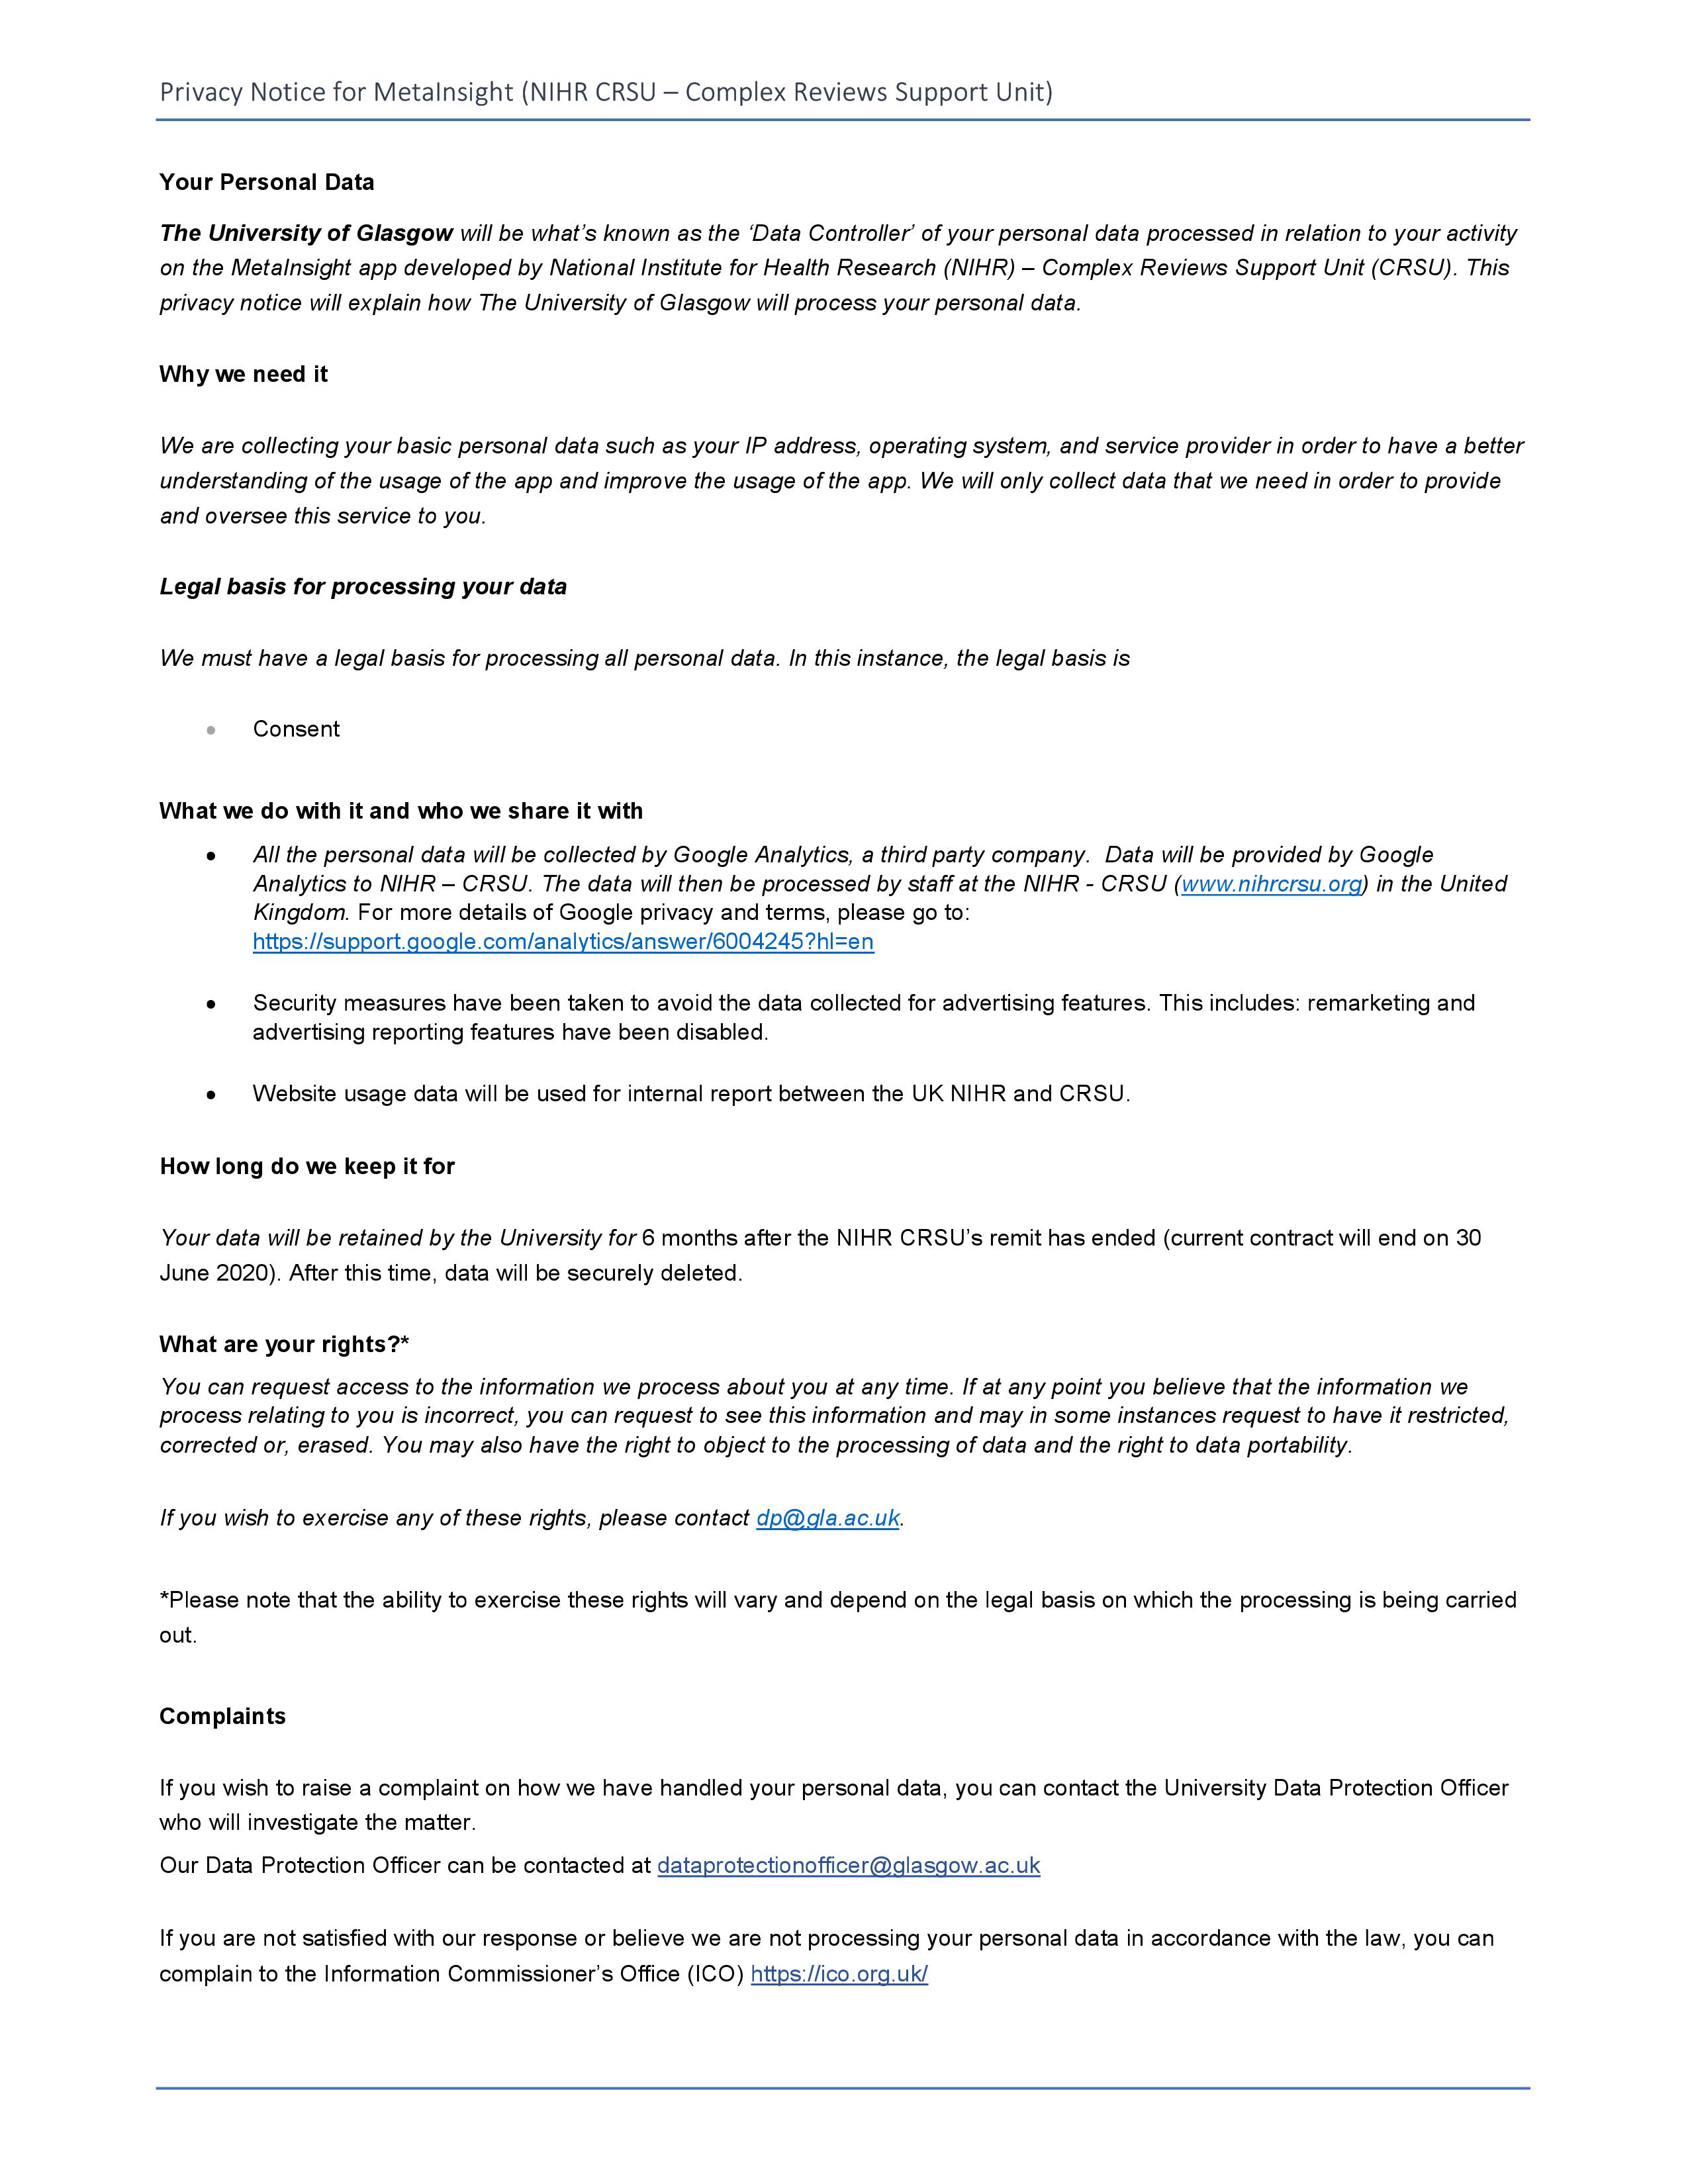 Privacy Notice for MetaInsight (NIHR CRSU – Complex Reviews Support Unit)
Your Personal Data
The University of Glasgow will be what’s known as the ‘Data Controller’ of your personal data processed in relation to your activity
on the MetaInsight app developed by National Institute for Health Research (NIHR) – Complex Reviews Support Unit (CRSU). This
privacy notice will explain how The University of Glasgow will process your personal data.
Why we need it
We are collecting your basic personal data such as your IP address, operating system, and service provider in order to have a better
understanding of the usage of the app and improve the usage of the app. We will only collect data that we need in order to provide
and oversee this service to you.
Legal basis for processing your data
We must have a legal basis for processing all personal data. In this instance, the legal basis is
• Consent
What we do with it and who we share it with
• All the personal data will be collected by Google Analytics, a third party company.  Data will be provided by Google
Analytics to NIHR – CRSU. The data will then be processed by staff at the NIHR - CRSU (www.nihrcrsu.org) in the United
Kingdom. For more details of Google privacy and terms, please go to:
https://support.google.com/analytics/answer/6004245?hl=en
• Security measures have been taken to avoid the data collected for advertising features. This includes: remarketing and
advertising reporting features have been disabled.
• Website usage data will be used for internal report between the UK NIHR and CRSU.
How long do we keep it for
Your data will be retained by the University for 6 months after the NIHR CRSU’s remit has ended (current contract will end on 30
June 2020). After this time, data will be securely deleted.
What are your rights?*
You can request access to the information we process about you at any time. If at any point you believe that the information we
process relating to you is incorrect, you can request to see this information and may in some instances request to have it restricted,
corrected or, erased. You may also have the right to object to the processing of data and the right to data portability.
If you wish to exercise any of these rights, please contact dp@gla.ac.uk.
*Please note that the ability to exercise these rights will vary and depend on the legal basis on which the processing is being carried
out.
Complaints
If you wish to raise a complaint on how we have handled your personal data, you can contact the University Data Protection Officer
who will investigate the matter.
Our Data Protection Officer can be contacted at dataprotectionofficer@glasgow.ac.uk
If you are not satisfied with our response or believe we are not processing your personal data in accordance with the law, you can
complain to the Information Commissioner’s Office (ICO) https://ico.org.uk/